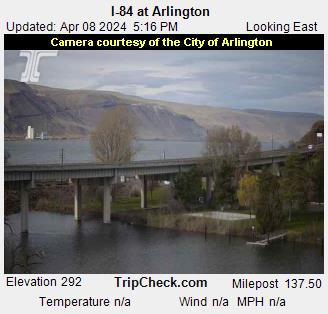 I-84 at Arlington
Updated: Apr 08 2024 5:16 PM Looking East
Camera courtesy of the City of Arlington
Elevation 292 TripCheck.com Milepost 137.50
Temperature n/a Wind n/a MPH n/a